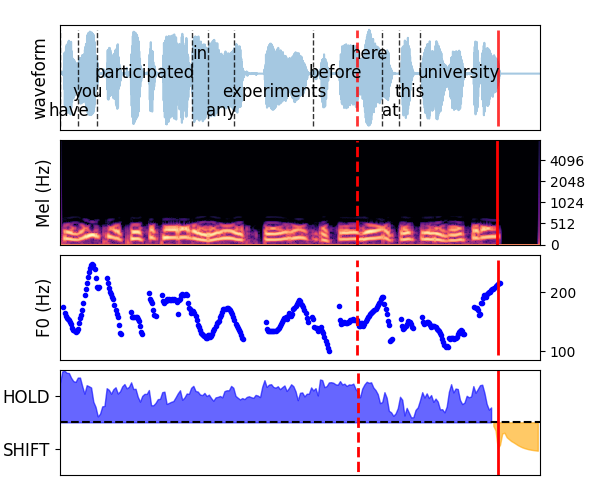 waveform
in
here
participated
before
university
you
experiments
this
have
any
at
Mel (Hz)
4096
2048
1024
512
0
F0 (Hz)
200
100
HOLD
SHIFT